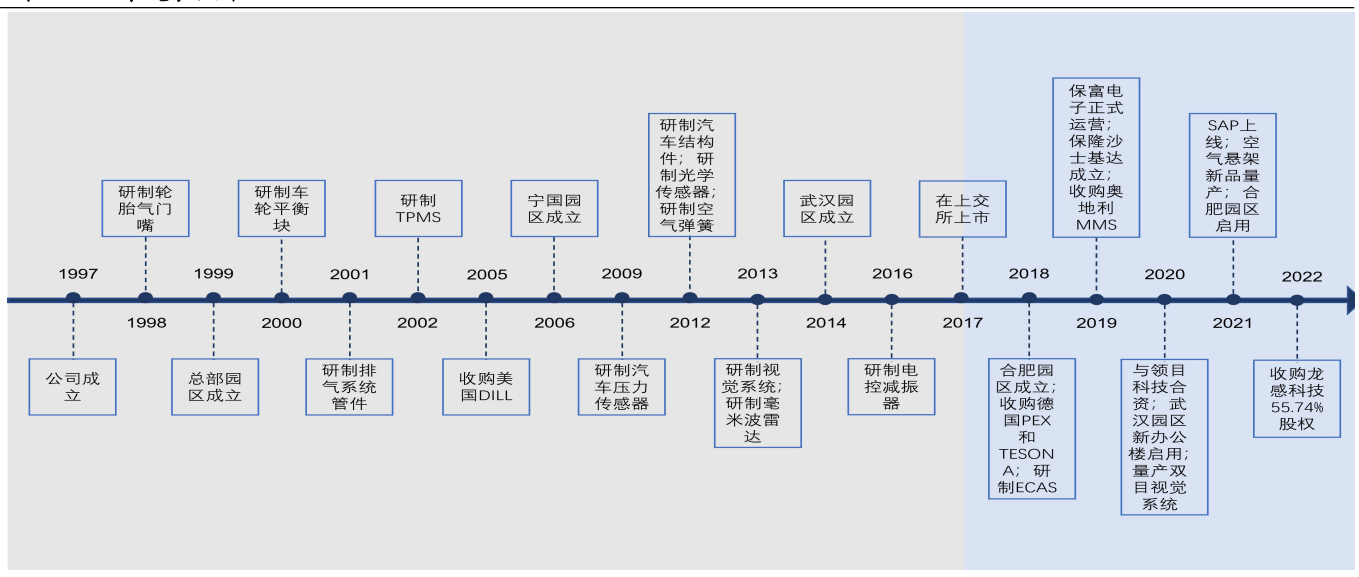 保富电
子正式
运营；
保隆沙
士基达
成立；
收购奥
地利
MMS
研制汽
车结构
件；研
制光学
传感器；
研制空
气弹簧
SAP上
线；空
气悬架
新品量
产；合
肥园区
启用
研制轮
胎气门
嘴
研制车
轮平衡
块
研制
TPMS
宁国园
区成立
武汉园
区成立
在上交
所上市
1997
1999
2001
2005
2009
2013
2016
2018
2020
2022
1998
2000
2002
2006
2012
2014
2017
2019
2021
公司成
立
总部园
区成立
研制排
气系统
管件
收购美
国DILL
研制汽
车压力
传感器
研制视
觉系统；
研制毫
米波雷
达
研制电
控减振
器
合肥园
区成立；
收购德
国PEX
和
TESON
A；研
制ECAS
与领目
科技合
资；武
汉园区
新办公
楼启用；
量产双
目视觉
系统
收购龙
感科技
55.74%
股权